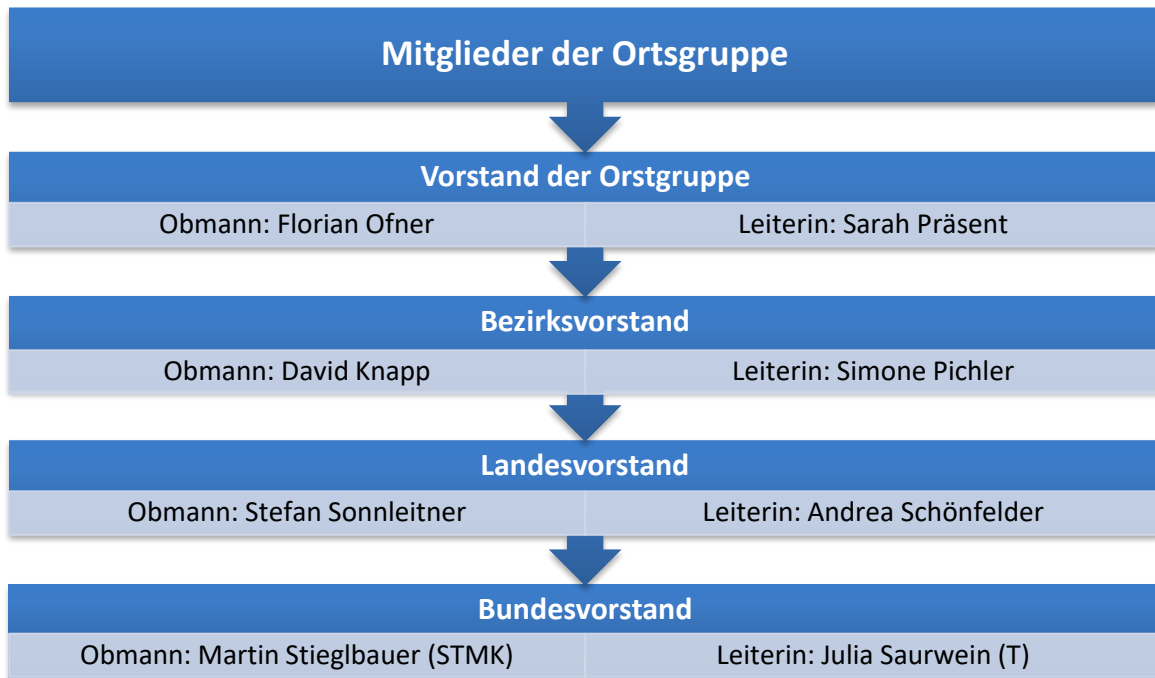 Mitglieder der Ortsgruppe
Vorstand der Orstgruppe
Obmann: Florian Ofner
Leiterin: Sarah Präsent
Bezirksvorstand
Obmann: David Knapp
Leiterin: Simone Pichler
Landesvorstand
Obmann: Stefan Sonnleitner
Leiterin: Andrea Schönfelder
Bundesvorstand
Obmann: Martin Stieglbauer (STMK)
Leiterin: Julia Saurwein (T)